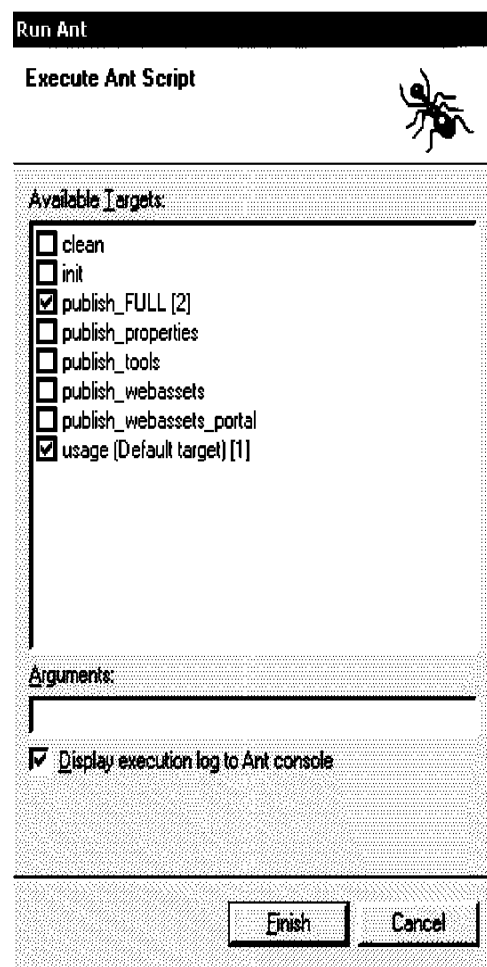 Run Ant
Execute Ant Script
Available Targets:
clean
init
publish_FULL [2]
publish_properties
publish_tools
publish_webassets
publish_webassets_portal
usage (Default target) [1]
Arguments:
Display execution log to Ant console
Finish
Cancel